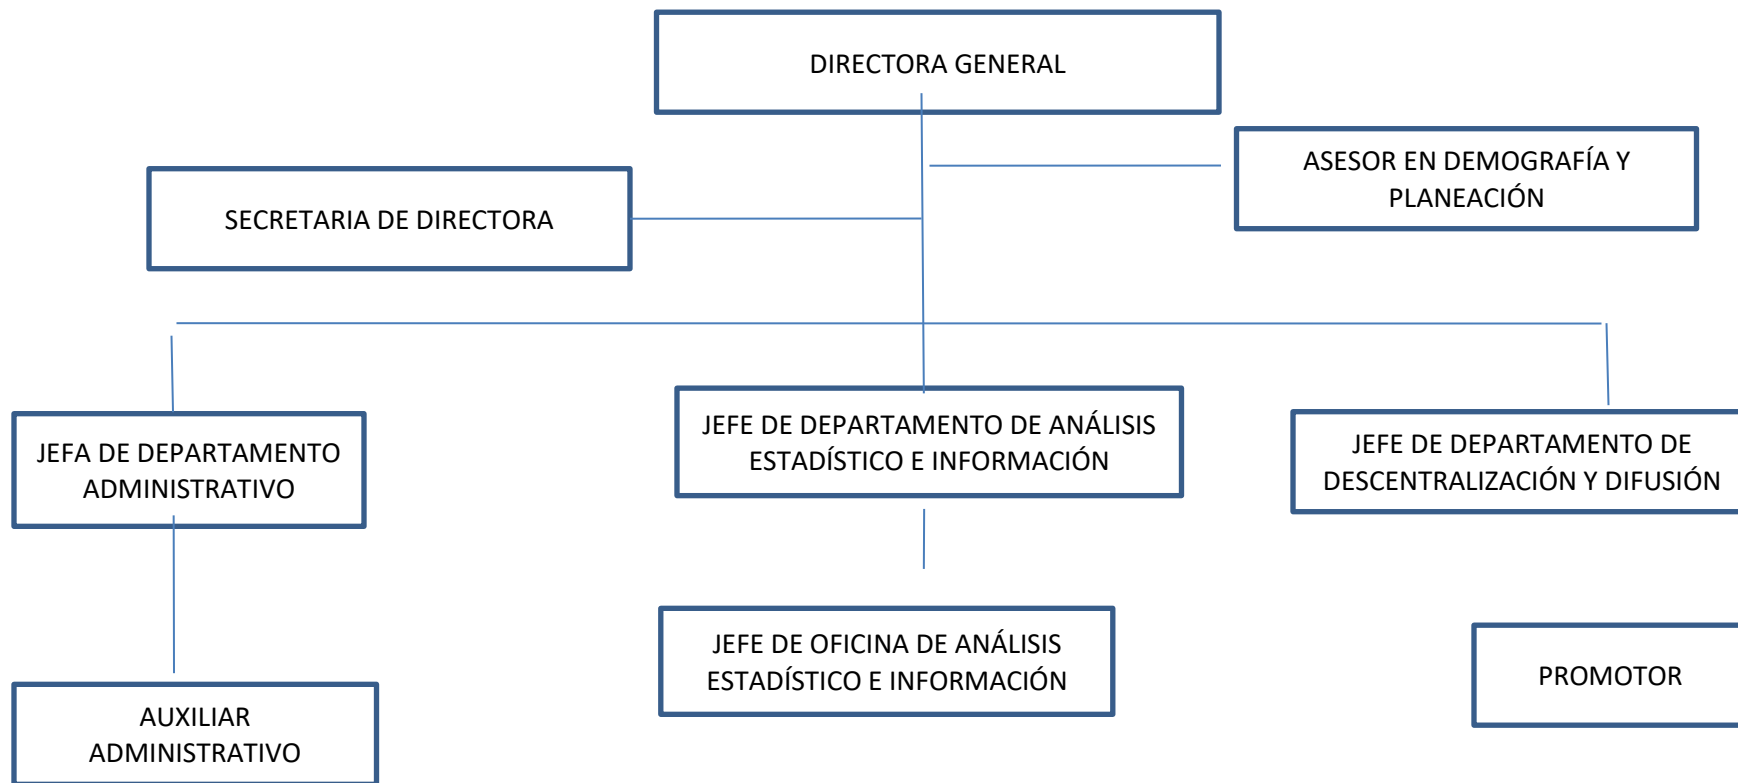 DIRECTORA GENERAL
ASESOR EN DEMOGRAFÍA Y
PLANEACIÓN
SECRETARIA DE DIRECTORA
JEFA DE DEPARTAMENTO
ADMINISTRATIVO
JEFE DE DEPARTAMENTO DE ANÁLISIS
ESTADÍSTICO E INFORMACIÓN
JEFE DE DEPARTAMENTO DE
DESCENTRALIZACIÓN Y DIFUSIÓN
JEFE DE OFICINA DE ANÁLISIS
ESTADÍSTICO E INFORMACIÓN
PROMOTOR
AUXILIAR
ADMINISTRATIVO